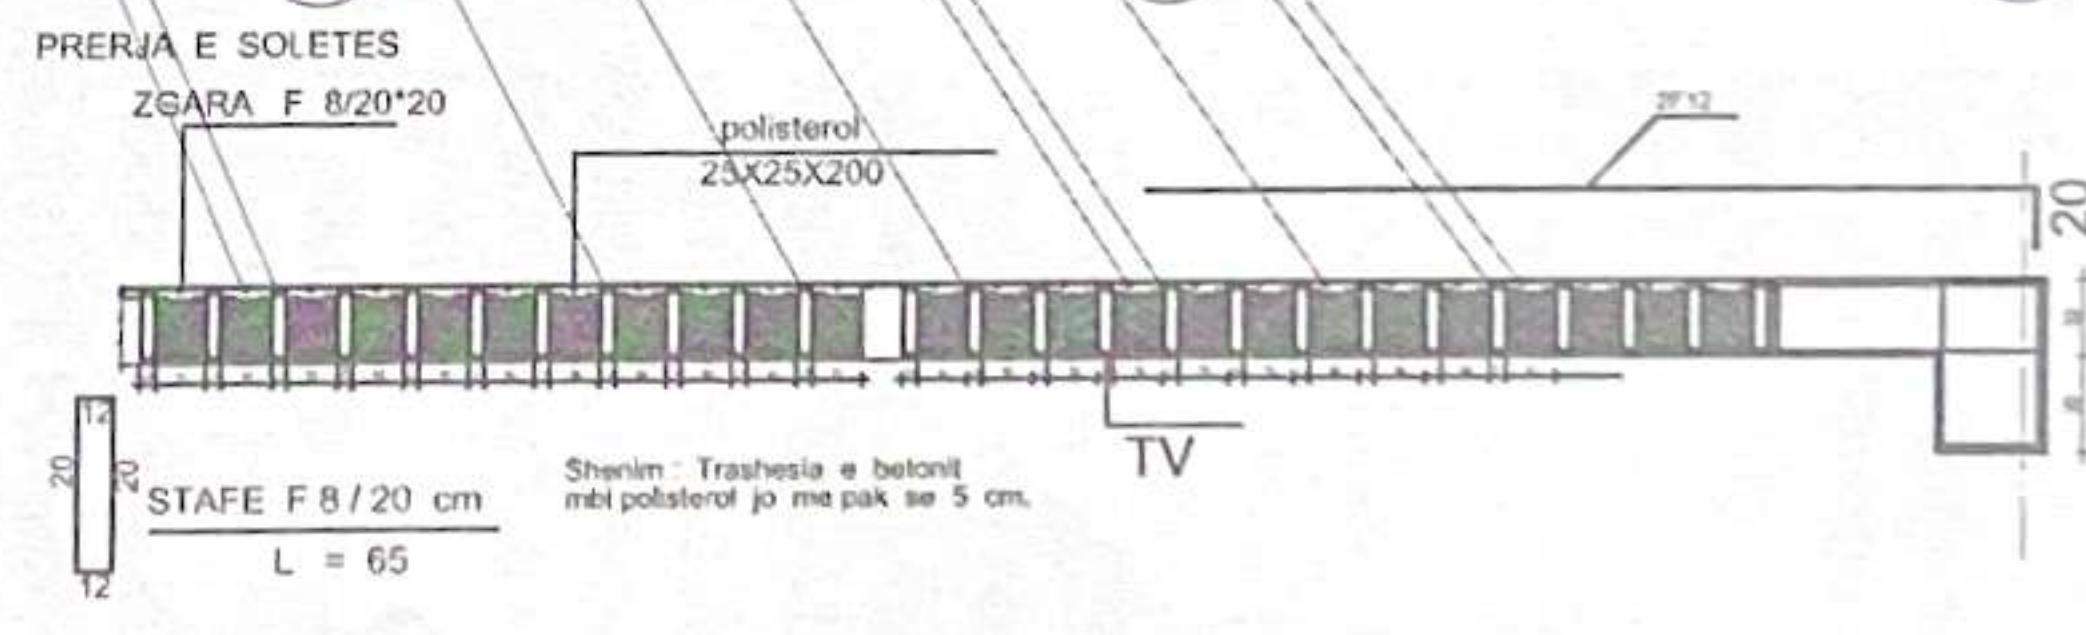 PRERJA E SOLETES
ZGARA F 8/20*20
polisterol
25X25X200
2F12
20
TV
12
20
20
12
STAFE F 8 / 20 cm
L = 65
Shenim : Trashesia e betonit
mbi polisterol jo me pak se 5 cm.